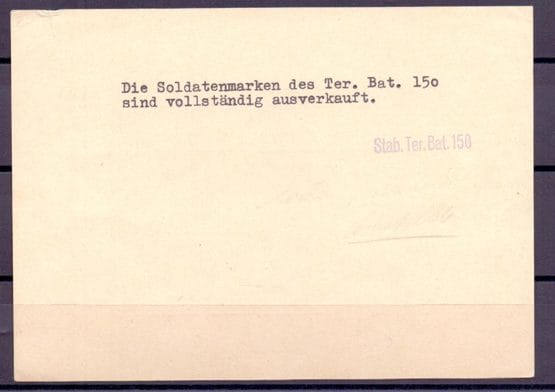 Die Soldatenmarken des Ter. Bat. 15o
sind vollständig ausverkauft.
Stab. Ter. Bat. 150